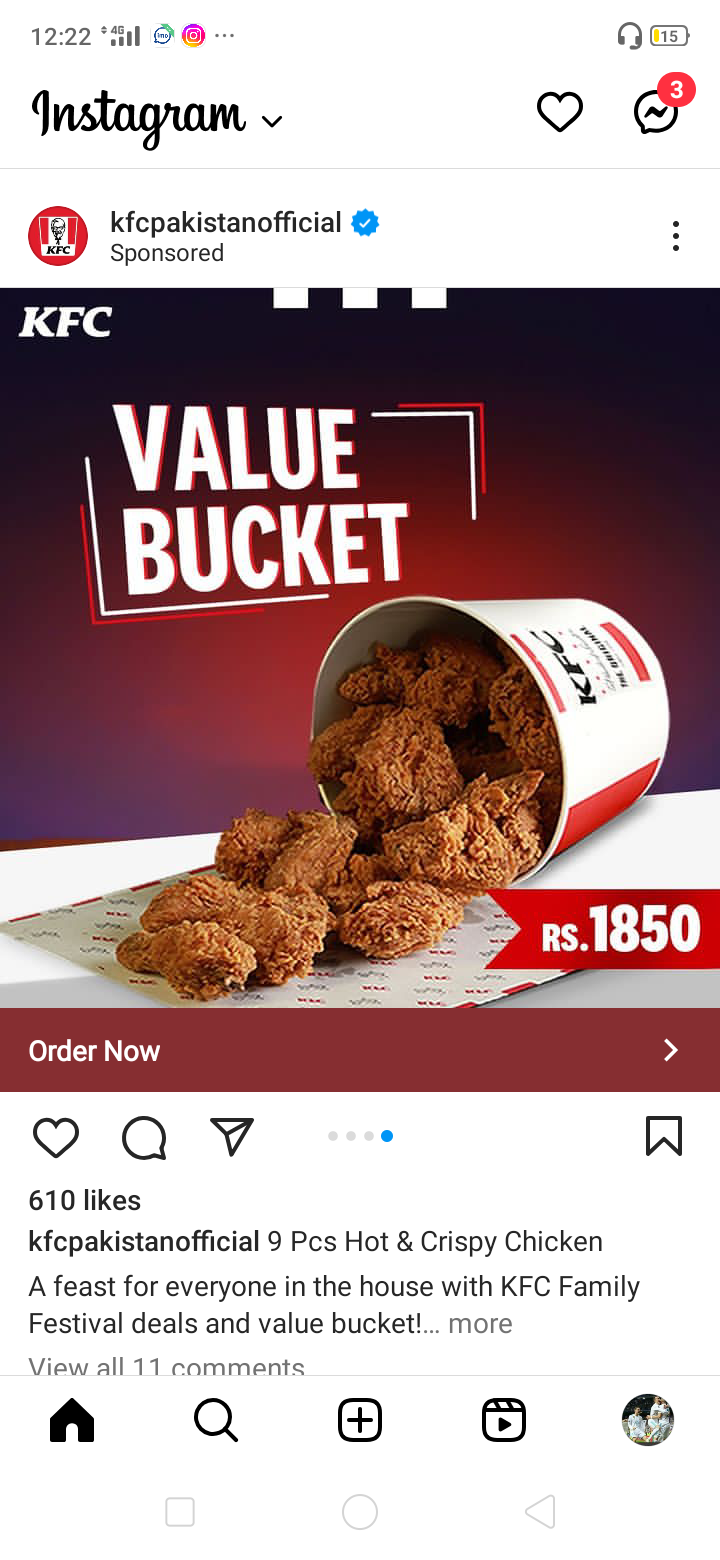 12:22 4G 15
Instagram
3
kfcpakistanofficial
KFC
Sponsored
KFC
VALUE
BUCKET
KFC
THE ORIGINAL
RS.1850
Order Now
610 likes
kfcpakistanofficial 9 Pcs Hot & Crispy Chicken
A feast for everyone in the house with KFC Family
Festival deals and value bucket!... more
View all 11 comments